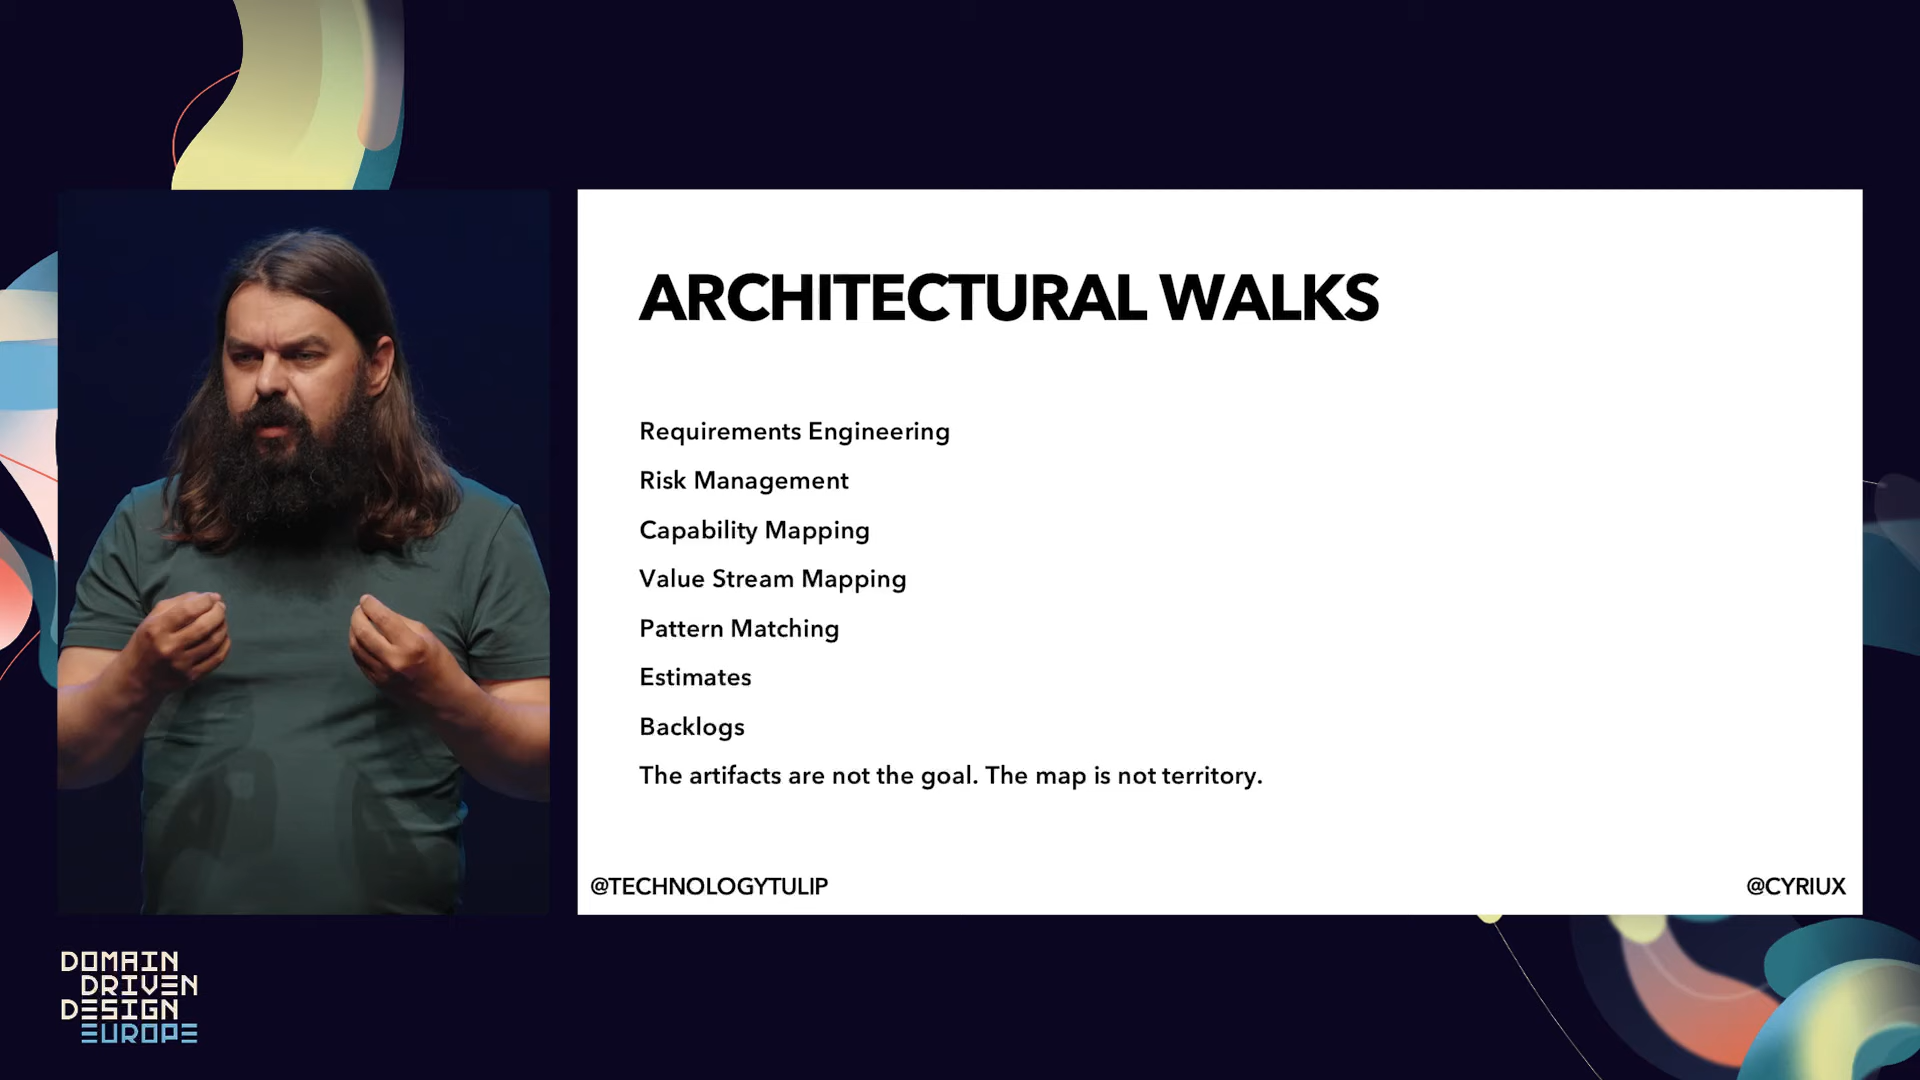 ARCHITECTURAL WALKS
Requirements Engineering
Risk Management
Capability Mapping
Value Stream Mapping
Pattern Matching
Estimates
Backlogs
The artifacts are not the goal. The map is not territory.
@TECHNOLOGYTULIP
@CYRIUX
DOMAIN
DRIVEN
DESIGN
EUROPE